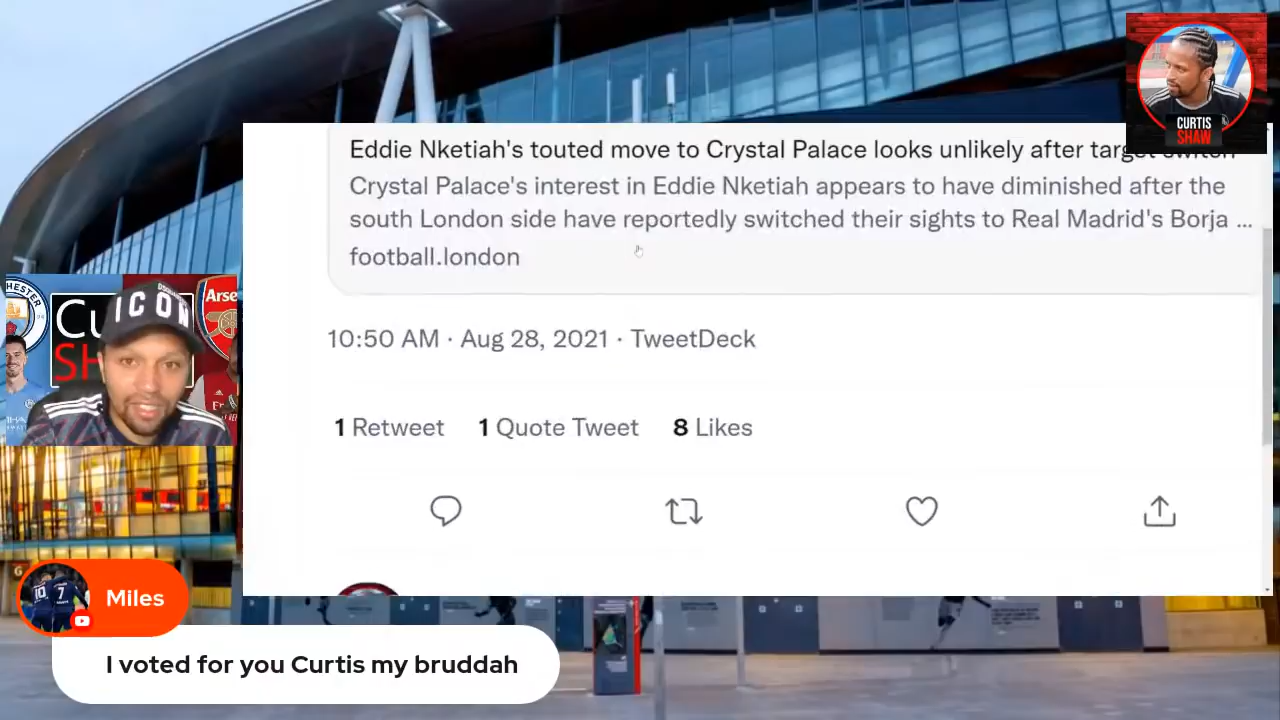 CURTIS
SHAW
Eddie Nketiah's touted move to Crystal Palace looks unlikely after target switch
Crystal Palace's interest in Eddie Nketiah appears to have diminished after the
south London side have reportedly switched their sights to Real Madrid's Borja ...
football.london
10:50 AM · Aug 28, 2021 · TweetDeck
1 Retweet 1 Quote Tweet 8 Likes
Cu
SH
ICON
Arse
Miles
I voted for you Curtis my bruddah